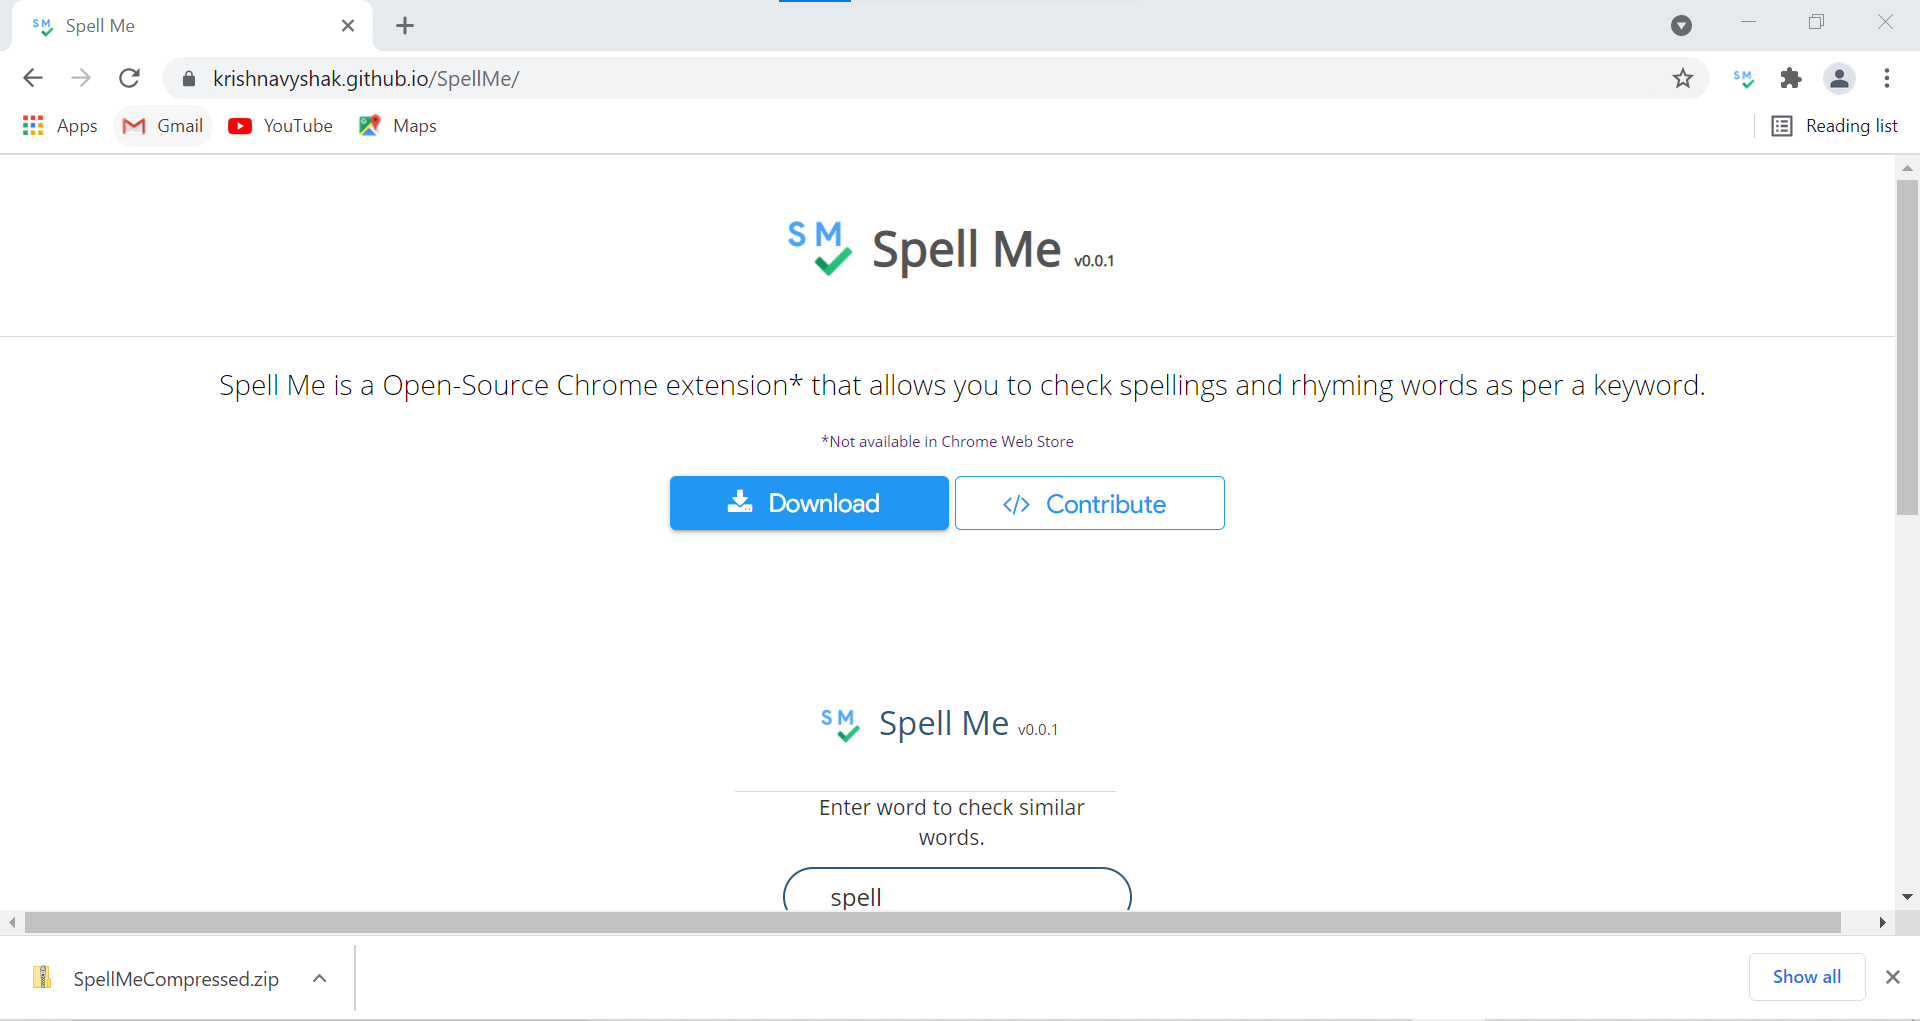 SM Spell Me
krishnavyshak.github.io/SpellMe/
SM
Apps Gmail YouTube Maps Reading list
SM Spell Me v0.0.1
Spell Me is a Open-Source Chrome extension* that allows you to check spellings and rhyming words as per a keyword.
*Not available in Chrome Web Store
Download </> Contribute
SM Spell Me v0.0.1
Enter word to check similar
words.
spell
SpellMeCompressed.zip Show all